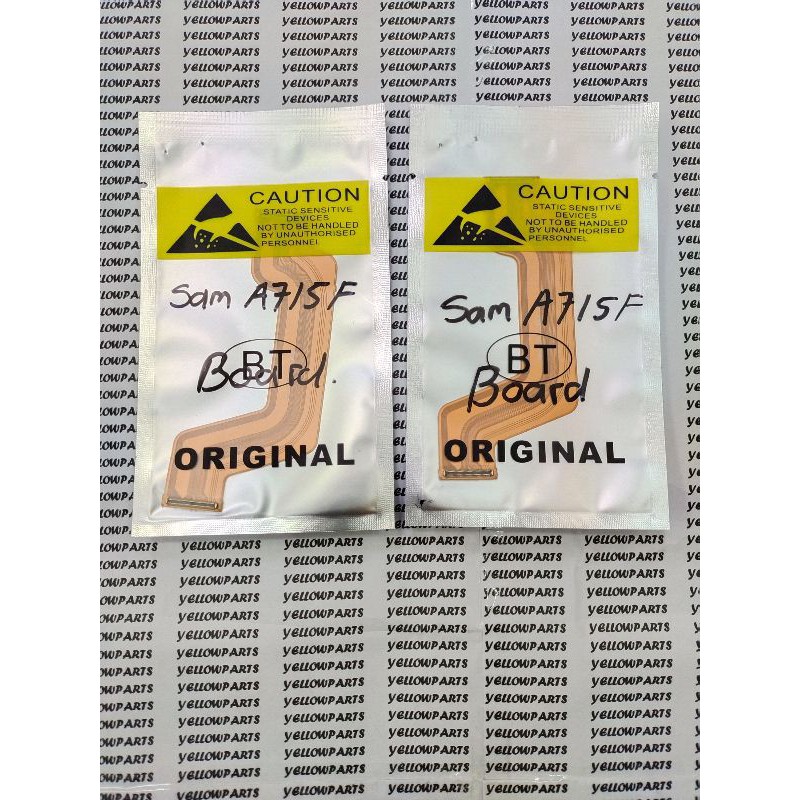 CAUTION
STATIC SENSITIVE
DEVICES
NOT TO BE HANDLED
BY UNAUTHORISED
PERSONNEL
Sam A715F
BT
Board.
ORIGINAL
CAUTION
STATIC SENSITIVE
DEVICES
NOT TO BE HANDLED
BY UNAUTHORISED
PERSONNEL
Sam A715F
BT
Board
ORIGINAL
yellowPARTS